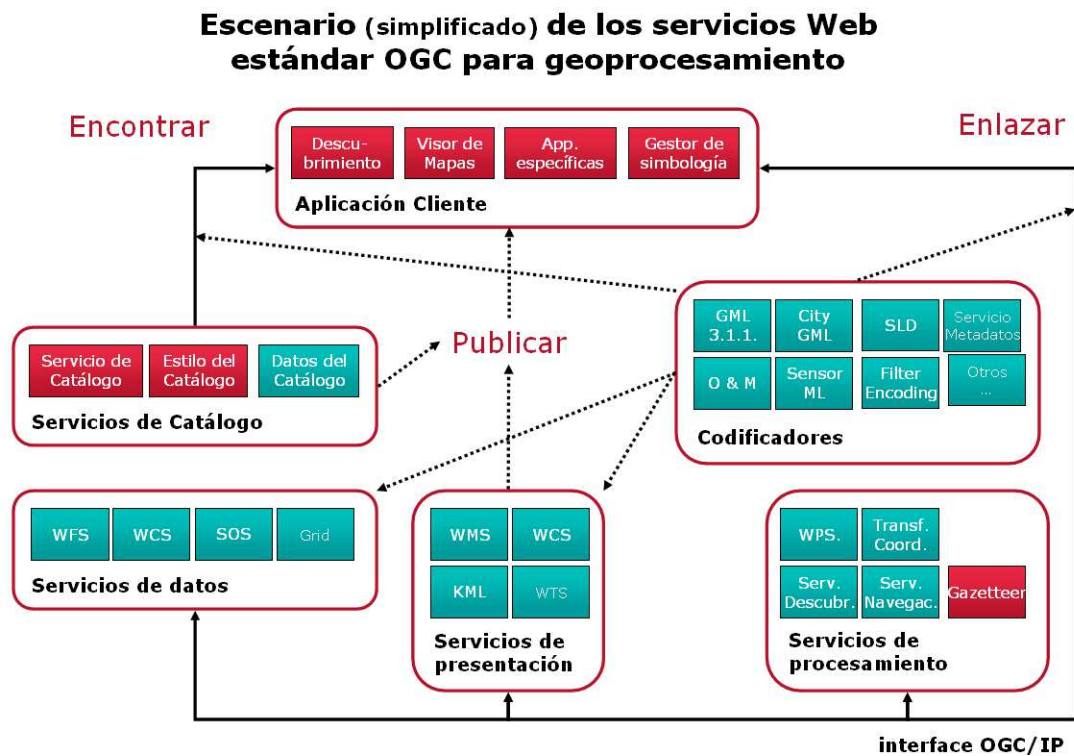 Escenario (simplificado) de los servicios Web
estándar OGC para geoprocesamiento
Encontrar
Enlazar
Descu-
brimiento
Visor de
Mapas
App.
específicas
Gestor de
simbología
Aplicación Cliente
Publicar
Servicio de
Catálogo
Estilo del
Catálogo
Datos del
Catálogo
Servicios de Catálogo
GML
3.1.1.
City
GML
SLD
Servicio
Metadatos
O & M
Sensor
ML
Filter
Encoding
Otros
...
Codificadores
WFS
WCS
SOS
Grid
Servicios de datos
WMS
WCS
KML
WTS
Servicios de
presentación
WPS.
Transf.
Coord.
Serv.
Descubr.
Serv.
Navegac.
Gazetteer
Servicios de
procesamiento
interface OGC/IP